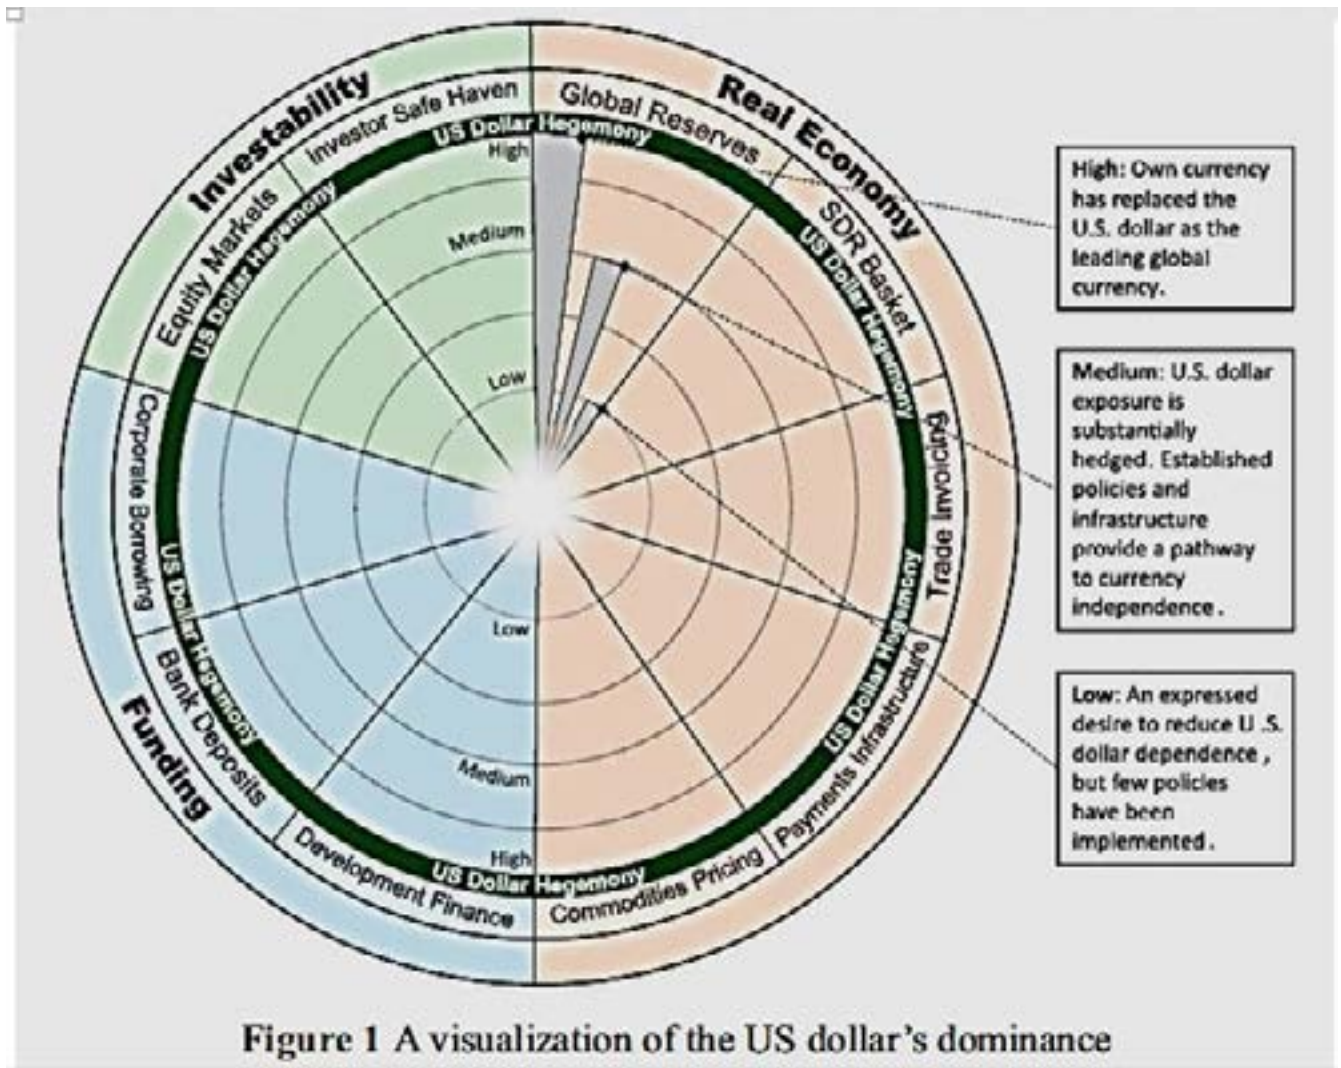 Investability
Real Economy
Funding
Investor Safe Haven
Global Reserves
Equity Markets
SDR Basket
Corporate Borrowing
Trade Invoicing
Bank Deposits
Payments Infrastructure
Development Finance
Commodities Pricing
US Dollar Hegemony
US Dollar Hegemony
US Dollar Hegemony
US Dollar Hegemony
US Dollar Hegemony
US Dollar Hegemony
High
Medium
Low
Low
Medium
High
High: Own currency
has replaced the
U.S. dollar as the
leading global
currency.
Medium: U.S. dollar
exposure is
substantially
hedged. Established
policies and
infrastructure
provide a pathway
to currency
independence.
Low: An expressed
desire to reduce U .S.
dollar dependence ,
but few policies
have been
implemented.
Figure 1 A visualization of the US dollar's dominance